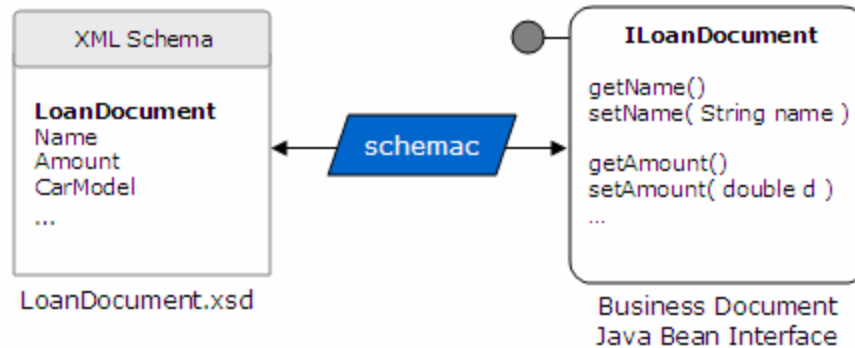 XML Schema
LoanDocument
Name
Amount
CarModel
...
LoanDocument.xsd
schemac
ILoanDocument
getName()
setName( String name )
getAmount()
setAmount( double d )
...
Business Document
Java Bean Interface